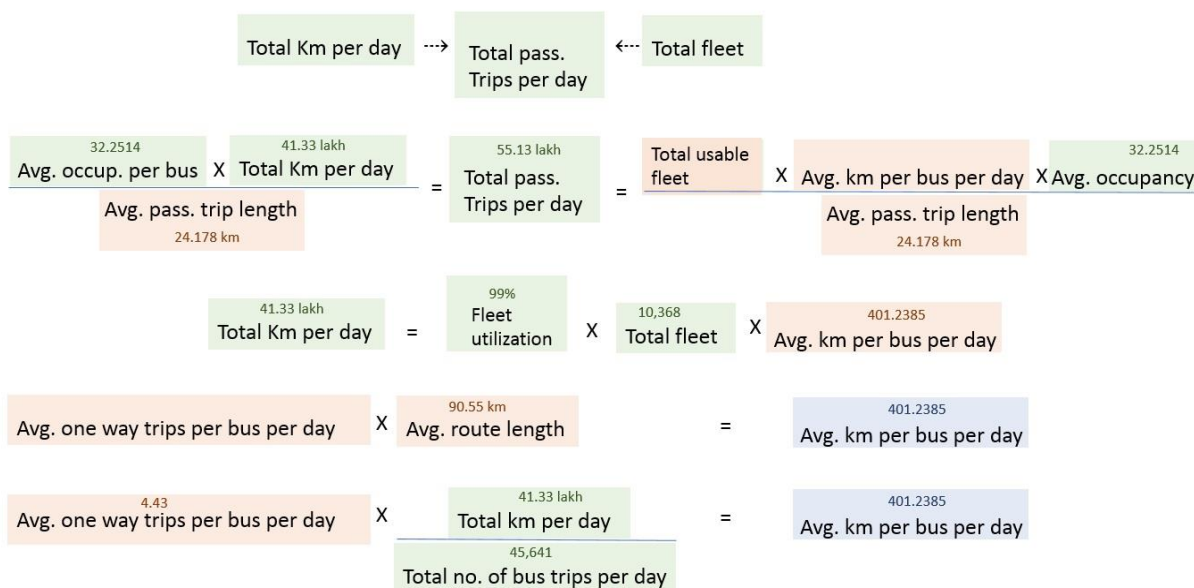 Total Km per day ⇢ Total pass. ⇠ Total fleet
Trips per day
32.2514 41.33 lakh 55.13 lakh 32.2514
Avg. occup. per bus X Total Km per day = Total pass. = Total usable X Avg. km per bus per day X Avg. occupancy
Trips per day fleet
Avg. pass. trip length Avg. pass. trip length
24.178 km 24.178 km
41.33 lakh 99% 10,368 401.2385
Total Km per day = Fleet X Total fleet X Avg. km per bus per day
utilization
90.55 km 401.2385
Avg. one way trips per bus per day X Avg. route length = Avg. km per bus per day
4.43 41.33 lakh 401.2385
Avg. one way trips per bus per day X Total km per day = Avg. km per bus per day
45,641
Total no. of bus trips per day